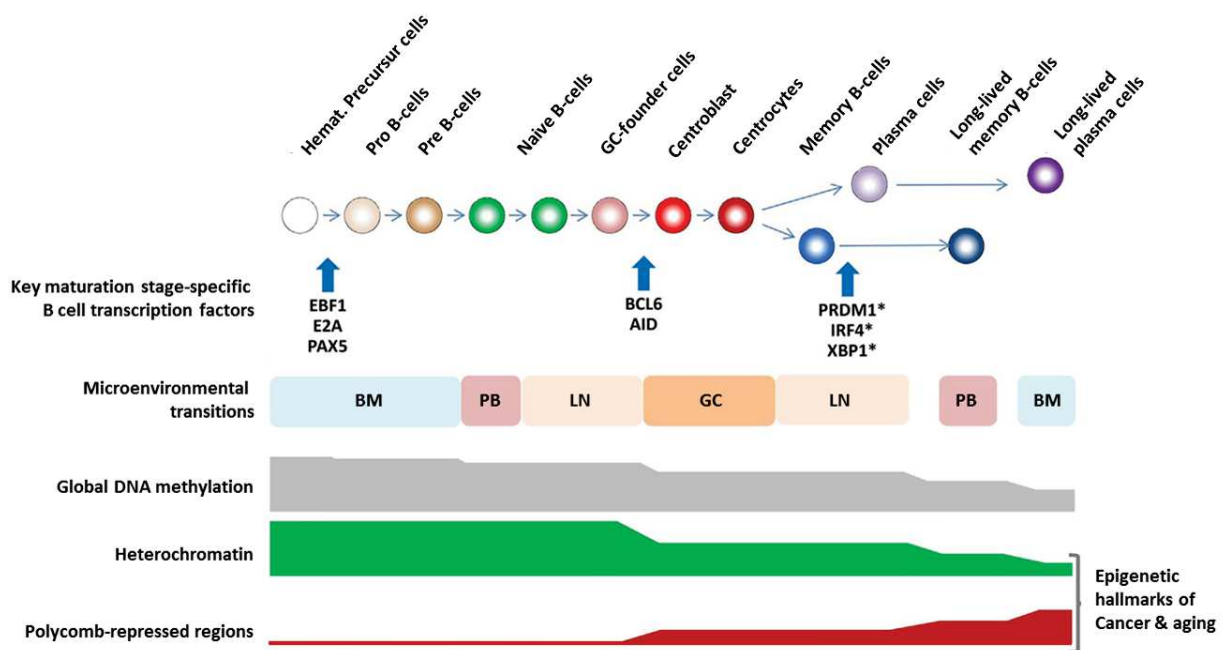 Hemat. Precursur cells
Pro B-cells
Pre B-cells
Naive B-cells
GC-founder cells
Centroblast
Centrocytes
Memory B-cells
Plasma cells
Long-lived
memory B-cells
Long-lived
plasma cells
Key maturation stage-specific
B cell transcription factors
EBF1
E2A
PAX5
BCL6
AID
PRDM1*
IRF4*
XBP1*
Microenvironmental
transitions
BM
PB
LN
GC
LN
PB
BM
Global DNA methylation
Heterochromatin
Polycomb-repressed regions
Epigenetic
hallmarks of
Cancer & aging